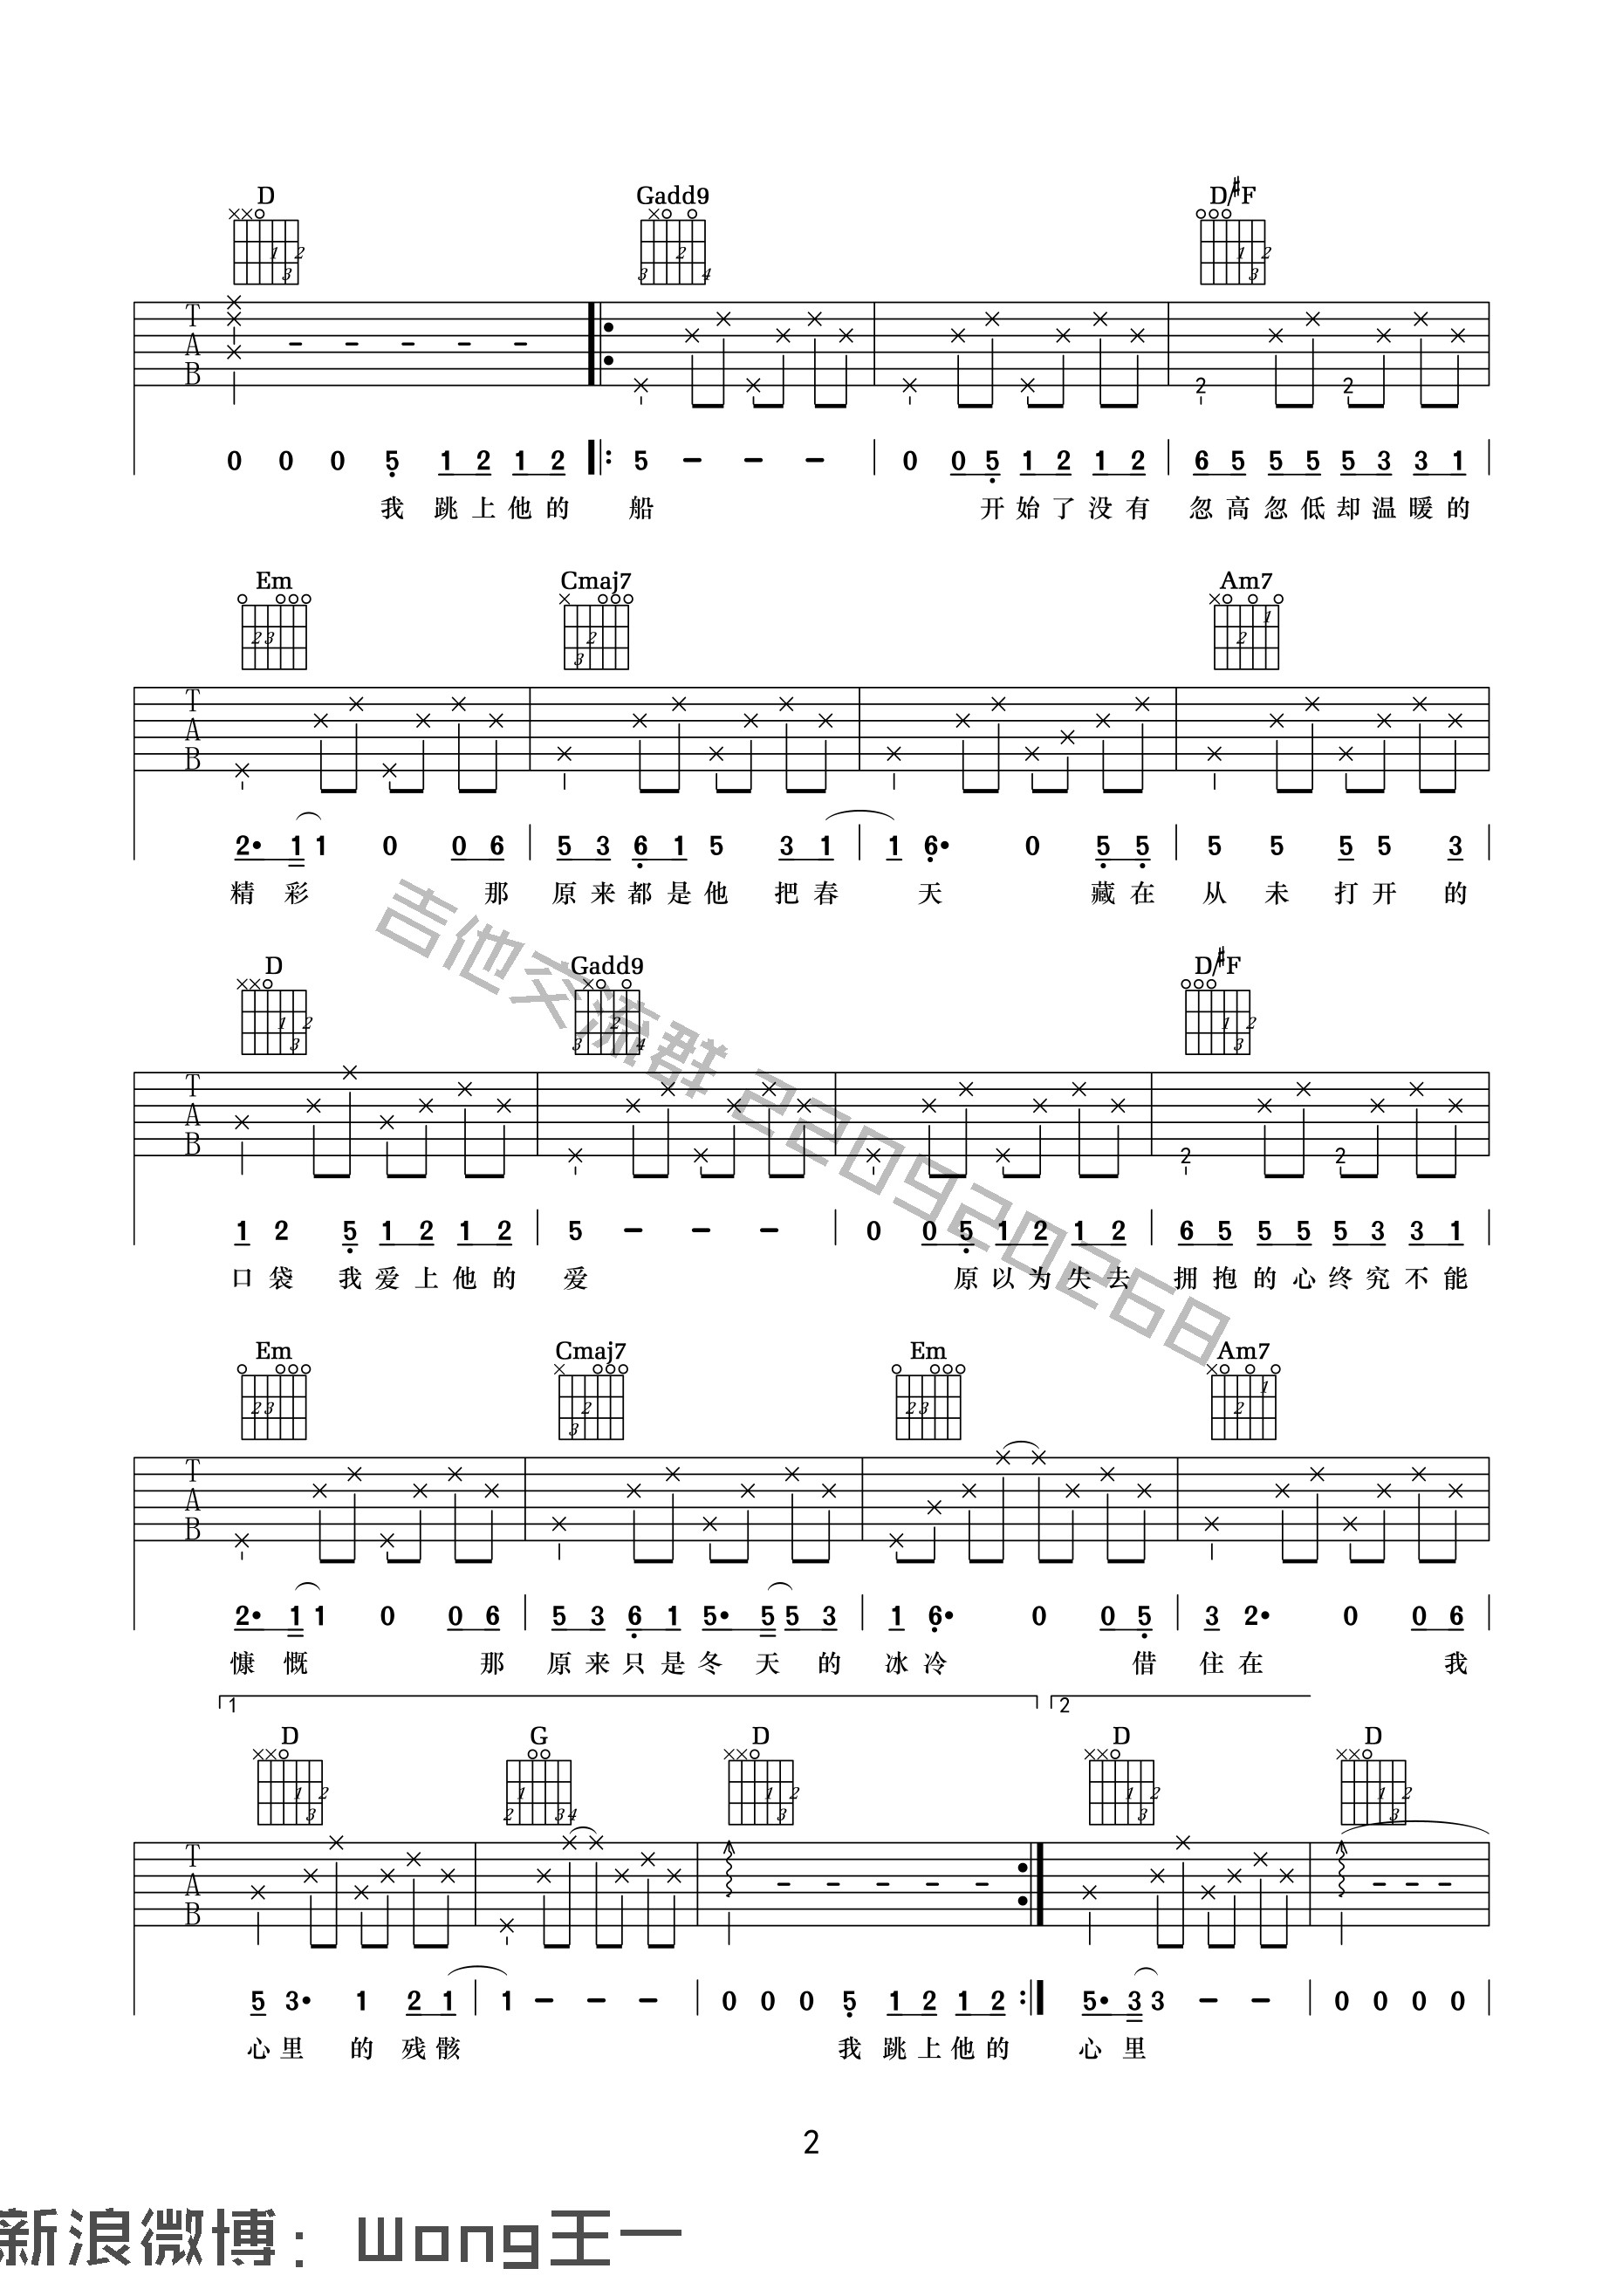 D Gadd9 D/#F
T
A
B
2 2
0 0 0 5 1 2 1 2 5 – – – 0 0 5 1 2 1 2 6 5 5 5 5 3 3 1
我 跳 上 他 的 船 开 始 了 没 有 忽 高 忽 低 却 温 暖 的
Em Cmaj7 Am7
T
A
B
2• 1 1 0 0 6 5 3 6 1 5 3 1 1 6• 0 5 5 5 5 5 5 3
精 彩 那 原 来 都 是 他 把 春 天 藏 在 从 未 打 开 的
D Gadd9 D/#F
T
A
B
2 2
1 2 5 1 2 1 2 5 – – – 0 0 5 1 2 1 2 6 5 5 5 5 3 3 1
口 袋 我 爱 上 他 的 爱 原 以 为 失 去 拥 抱 的 心 终 究 不 能
Em Cmaj7 Em Am7
T
A
B
2• 1 1 0 0 6 5 3 6 1 5• 5 5 3 1 6• 0 0 5 3 2• 0 0 6
慷 慨 那 原 来 只 是 冬 天 的 冰 冷 借 住 在 我
1 2
D G D D D
T
A
B
5 3• 1 2 1 1 – – – 0 0 0 5 1 2 1 2 5• 3 3 – – 0 0 0 0
心 里 的 残 骸 我 跳 上 他 的 心 里
吉他交流群 220920268
2
新浪微博：Wong王一